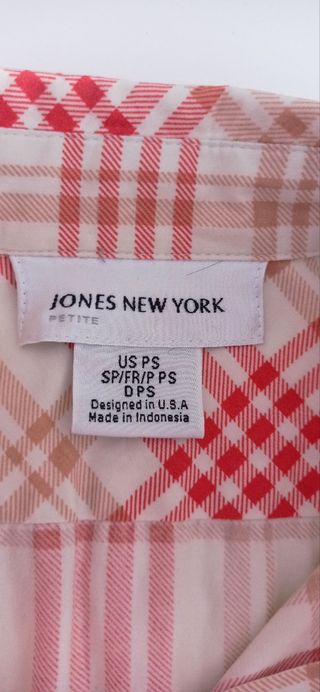 JONES NEW YORK
PETITE
US PS
SP/FR/P PS
D PS
Designed in U.S.A
Made in Indonesia